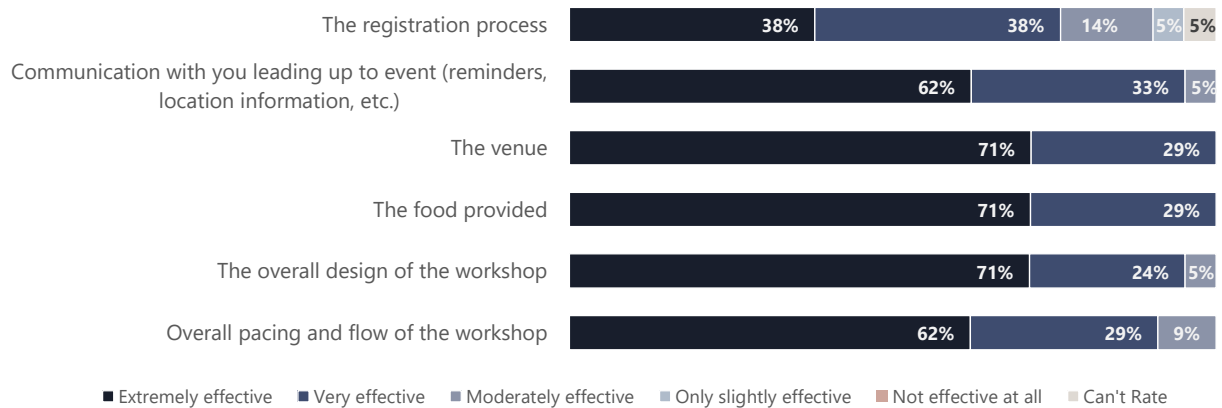 The registration process
38% 38% 14% 5% 5%
Communication with you leading up to event (reminders,
location information, etc.)
62% 33% 5%
The venue
71% 29%
The food provided
71% 29%
The overall design of the workshop
71% 24% 5%
Overall pacing and flow of the workshop
62% 29% 9%
Extremely effective Very effective Moderately effective Only slightly effective Not effective at all Can't Rate